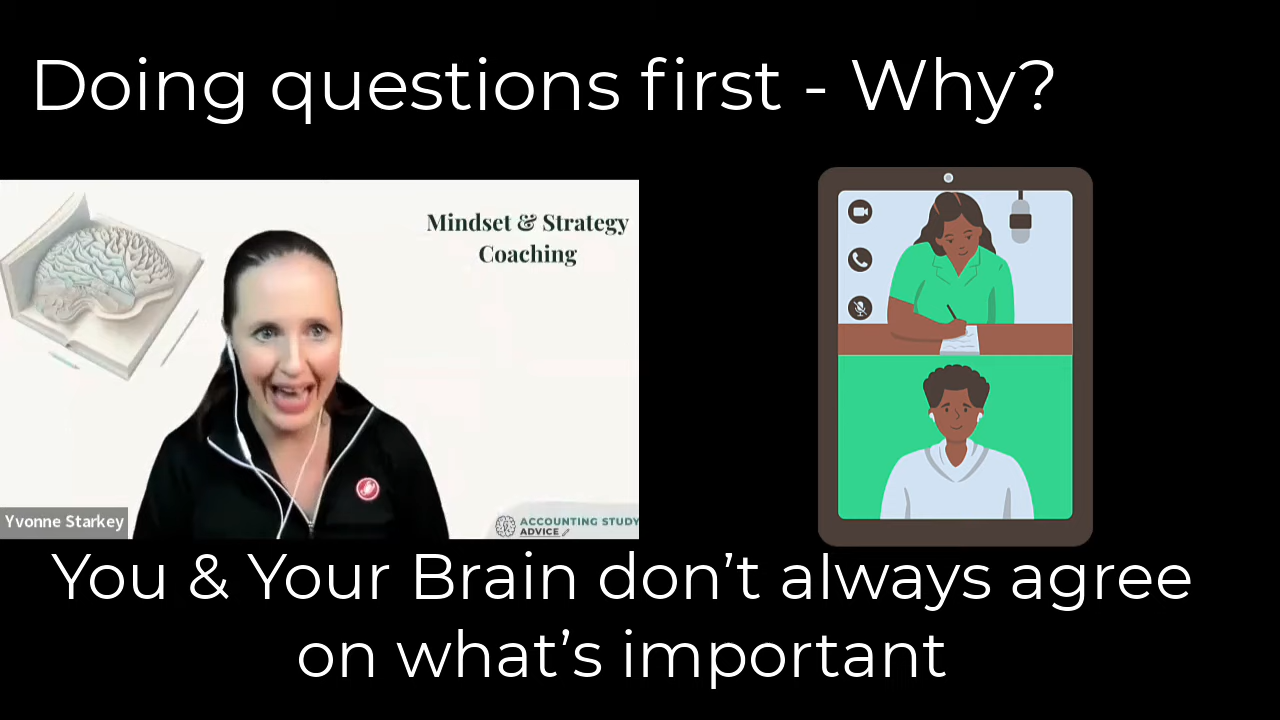 Doing questions first - Why?
Mindset & Strategy
Coaching
Yvonne Starkey
ACCOUNTING STUDY
ADVICE
You & Your Brain don’t always agree
on what’s important